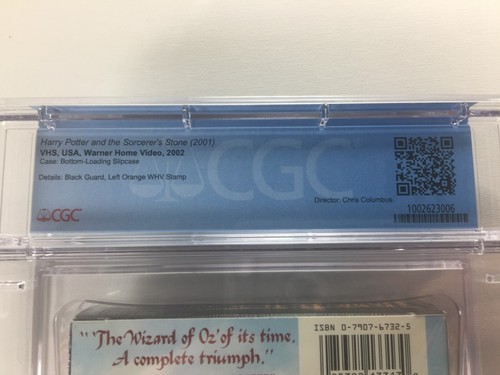 Harry Potter and the Sorcerer's Stone (2001)
VHS, USA, Warner Home Video, 2002
Case: Bottom-Loading Slipcase
Details: Black Guard, Left Orange WHV Stamp
CGC
Director: Chris Columbus
1002623006
CGC
"'The Wizard of Oz' of its time.
A complete triumph."
ISBN 0-7907-6732-5